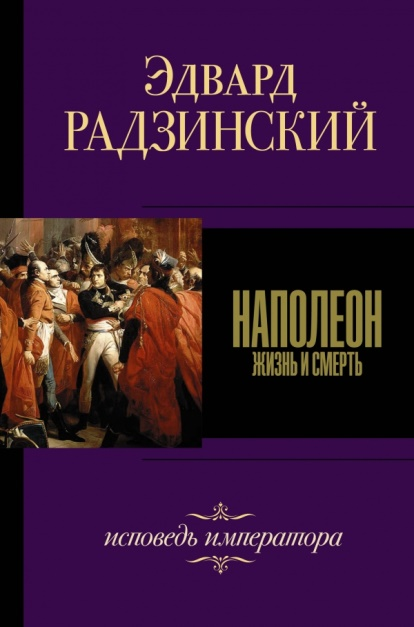 Эдвард
РАДЗИНСКИЙ
НАПОЛЕОН
ЖИЗНЬ И СМЕРТЬ
исповедь императора